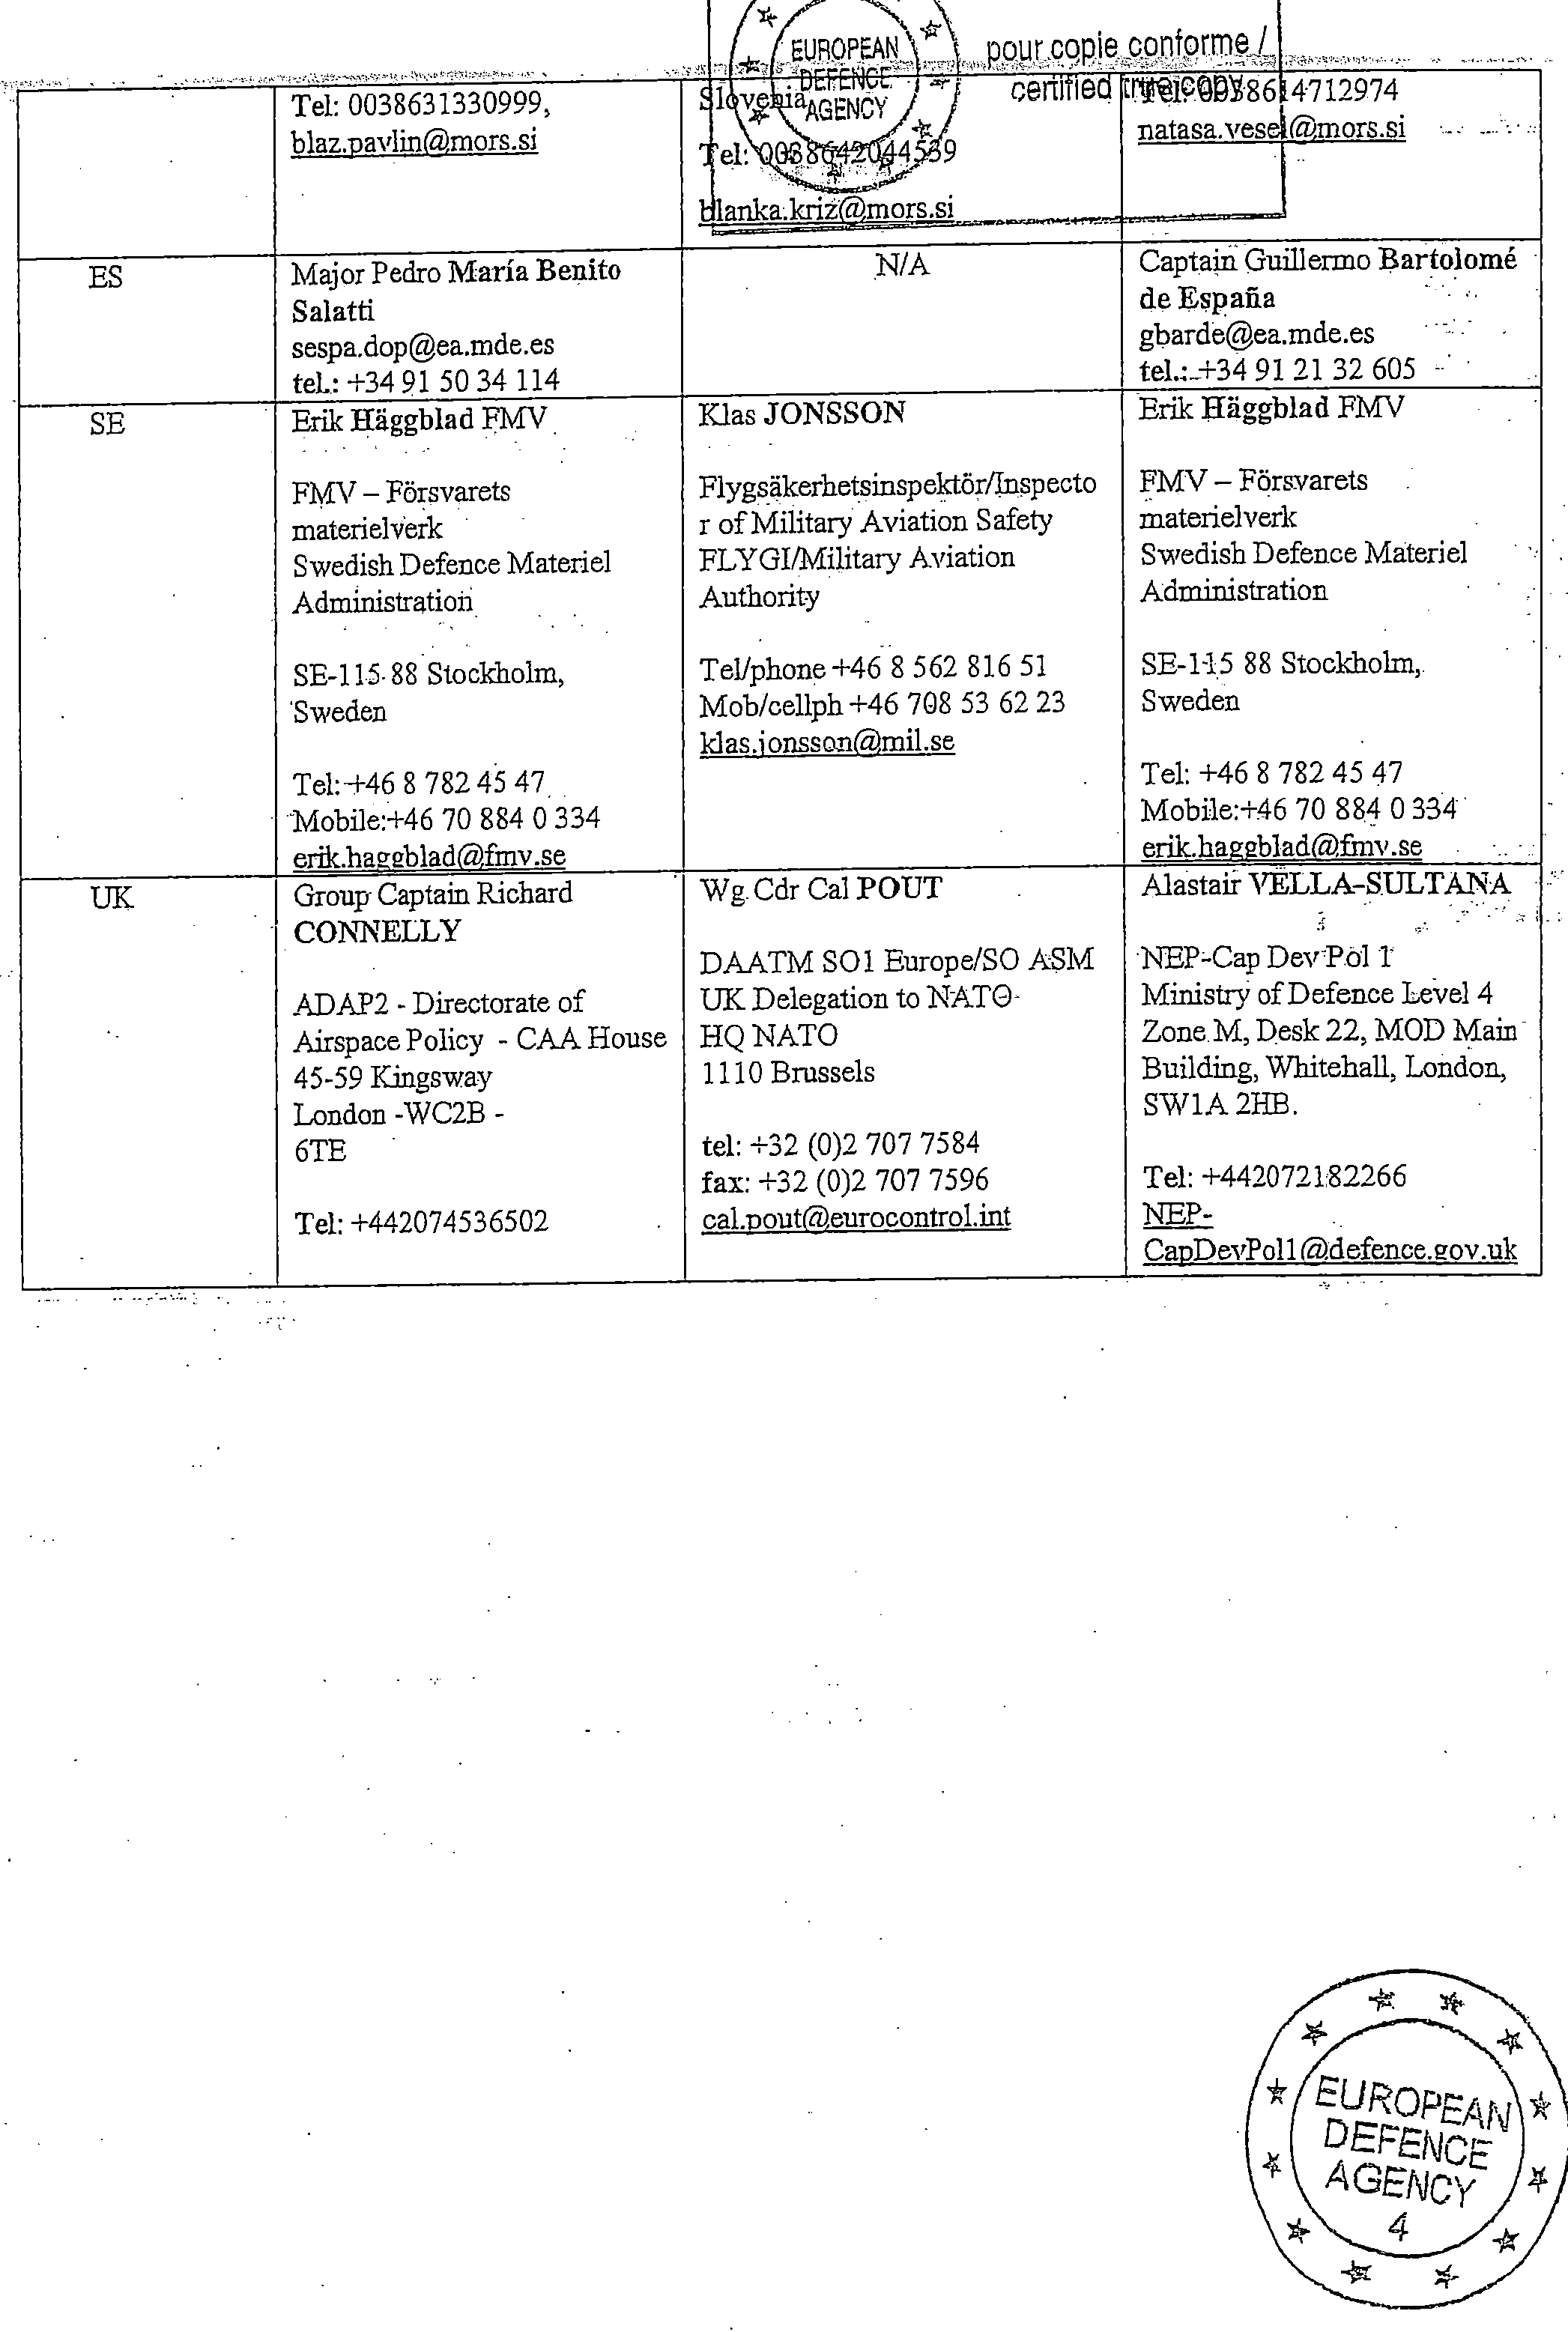 EUROPEAN
DEFENCE
AGENCY
pour copie conforme /
certified true copy
Tel: 0038631330999,
blaz.pavlin@mors.si
Slovenia
Tel: 0038642044539
blanka.kriz@mors.si
Tel: 0038614712974
natasa.vesel@mors.si
ES
Major Pedro María Benito
Salatti
sespa.dop@ea.mde.es
tel.: +34 91 50 34 114
N/A
Captain Guillermo Bartolomé
de España
gbarde@ea.mde.es
tel.: +34 91 21 32 605
SE
Erik Häggblad FMV
FMV – Försvarets
materielverk
Swedish Defence Materiel
Administration
SE-115 88 Stockholm,
Sweden
Tel: +46 8 782 45 47
Mobile:+46 70 884 0 334
erik.haggblad@fmv.se
Klas JONSSON
Flygsäkerhetsinspektör/Inspecto
r of Military Aviation Safety
FLYGI/Military Aviation
Authority
Tel/phone +46 8 562 816 51
Mob/cellph +46 708 53 62 23
klas.jonsson@mil.se
Erik Häggblad FMV
FMV – Försvarets
materielverk
Swedish Defence Materiel
Administration
SE-115 88 Stockholm,
Sweden
Tel: +46 8 782 45 47
Mobile:+46 70 884 0 334
erik.haggblad@fmv.se
UK
Group Captain Richard
CONNELLY
ADAP2 - Directorate of
Airspace Policy - CAA House
45-59 Kingsway
London -WC2B -
6TE
Tel: +442074536502
Wg Cdr Cal POUT
DAATM SO1 Europe/SO ASM
UK Delegation to NATO
HQ NATO
1110 Brussels
tel: +32 (0)2 707 7584
fax: +32 (0)2 707 7596
cal.pout@eurocontrol.int
Alastair VELLA-SULTANA
NEP-Cap Dev Pol 1
Ministry of Defence Level 4
Zone M, Desk 22, MOD Main
Building, Whitehall, London,
SW1A 2HB.
Tel: +442072182266
NEP-
CapDevPol1@defence.gov.uk
EUROPEAN
DEFENCE
AGENCY
4